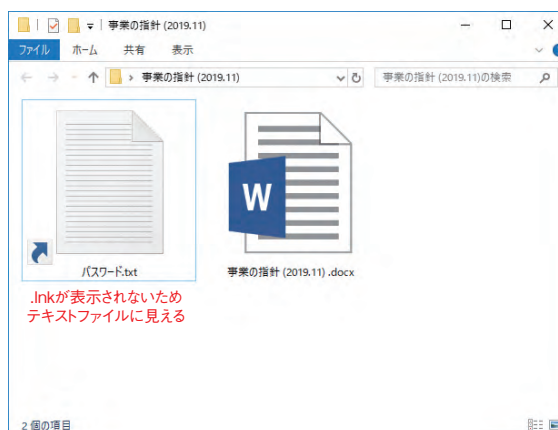 事業の指針 (2019.11)
ファイル ホーム 共有 表示
事業の指針 (2019.11) 事業の指針 (2019.11)の検索
W
パスワード.txt 事業の指針 (2019.11) .docx
.lnkが表示されないため
テキストファイルに見える
2 個の項目